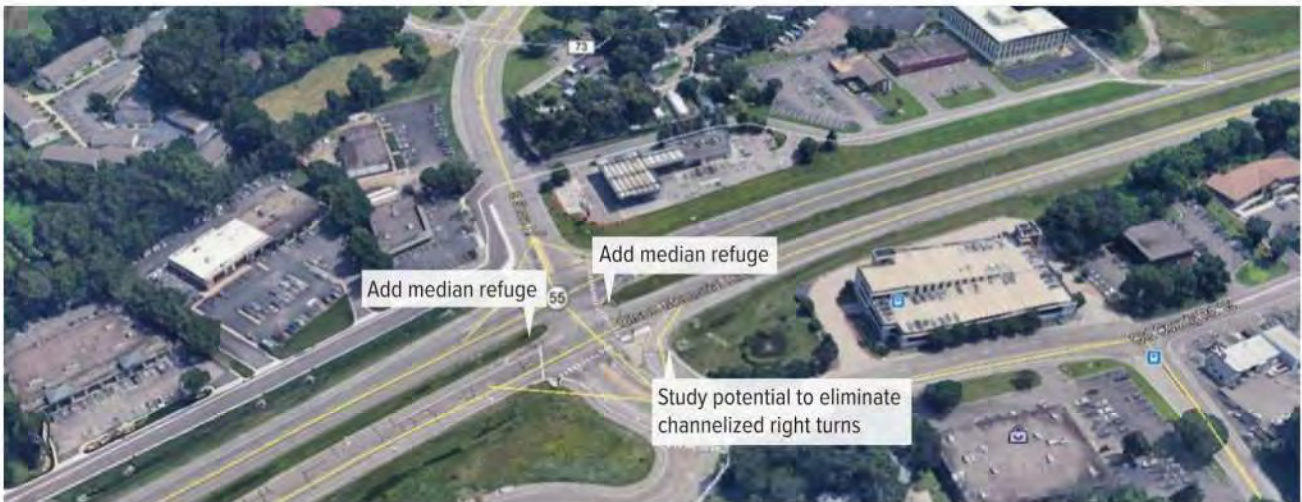 73
Add median refuge
Add median refuge
55
Study potential to eliminate
channelized right turns